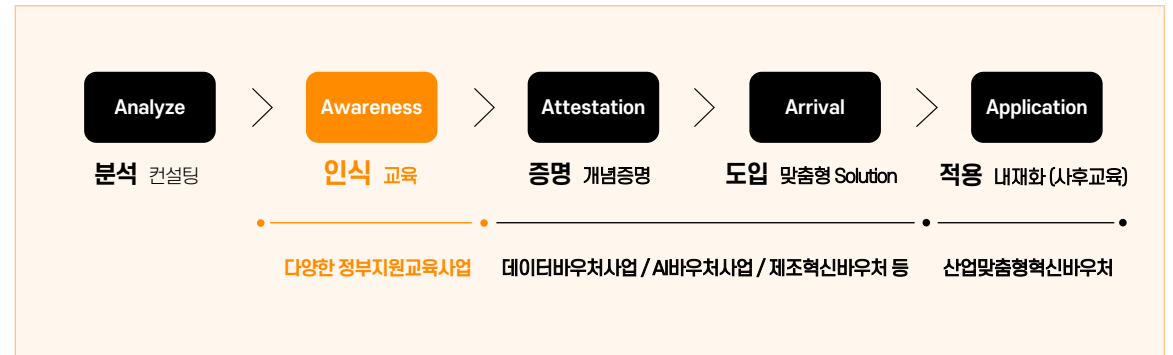 Analyze Awareness Attestation Arrival Application
분석 컨설팅 인식 교육 증명 개념증명 도입 맞춤형 Solution 적용 내재화 (사후교육)
다양한 정부지원교육사업 데이터바우처사업 / AI바우처사업 / 제조혁신바우처 등 산업맞춤형혁신바우처